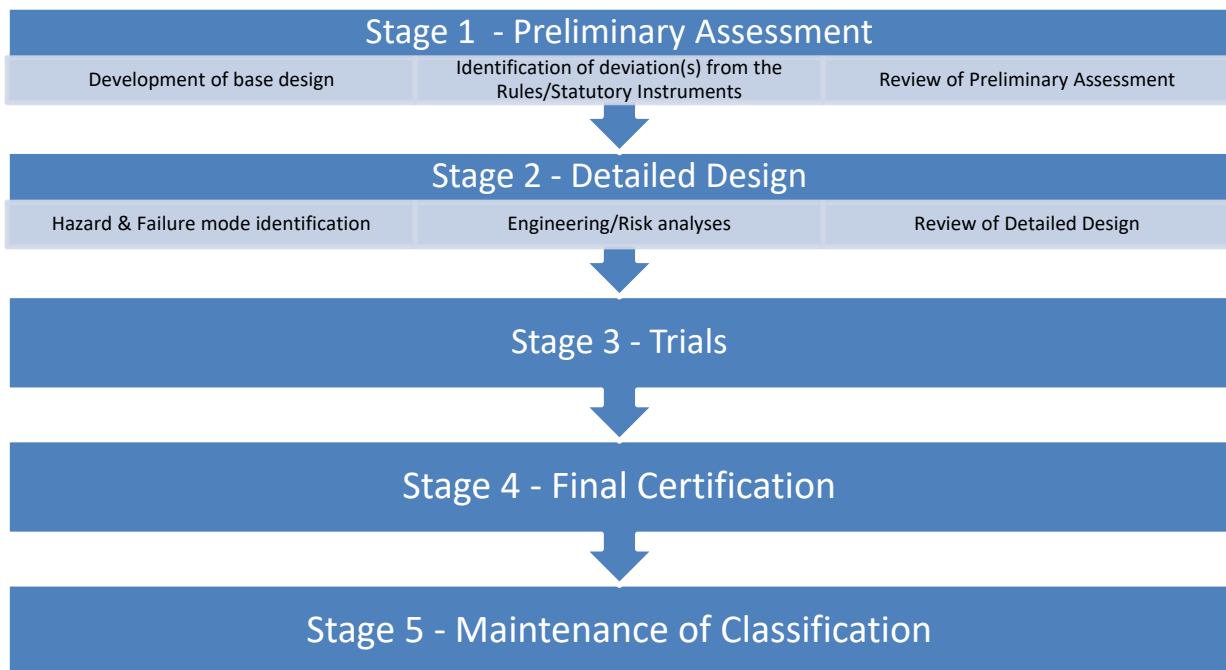 Stage 1  - Preliminary Assessment
Development of base design
Identification of deviation(s) from the
Rules/Statutory Instruments
Review of Preliminary Assessment
Stage 2 - Detailed Design
Hazard & Failure mode identification
Engineering/Risk analyses
Review of Detailed Design
Stage 3 - Trials
Stage 4 - Final Certification
Stage 5 - Maintenance of Classification